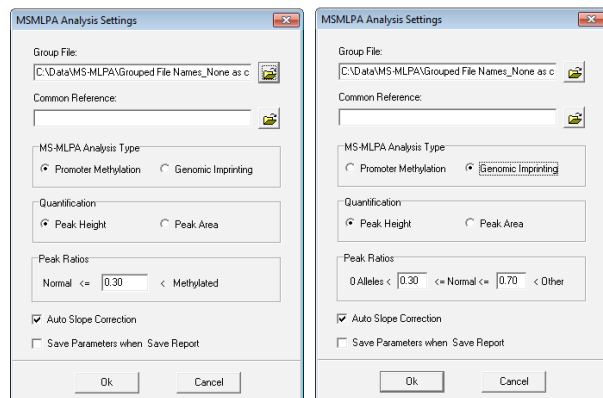 MSMLPA Analysis Settings
Group File:
C:\Data\MS-MLPA\Grouped File Names_None as c
Common Reference:
MS-MLPA Analysis Type
Promoter Methylation Genomic Imprinting
Quantification
Peak Height Peak Area
Peak Ratios
Normal <= 0.30 < Methylated
Auto Slope Correction
Save Parameters when Save Report
Ok Cancel
MSMLPA Analysis Settings
Group File:
C:\Data\MS-MLPA\Grouped File Names_None as c
Common Reference:
MS-MLPA Analysis Type
Promoter Methylation Genomic Imprinting
Quantification
Peak Height Peak Area
Peak Ratios
0 Alleles < 0.30 <= Normal <= 0.70 < Other
Auto Slope Correction
Save Parameters when Save Report
Ok Cancel